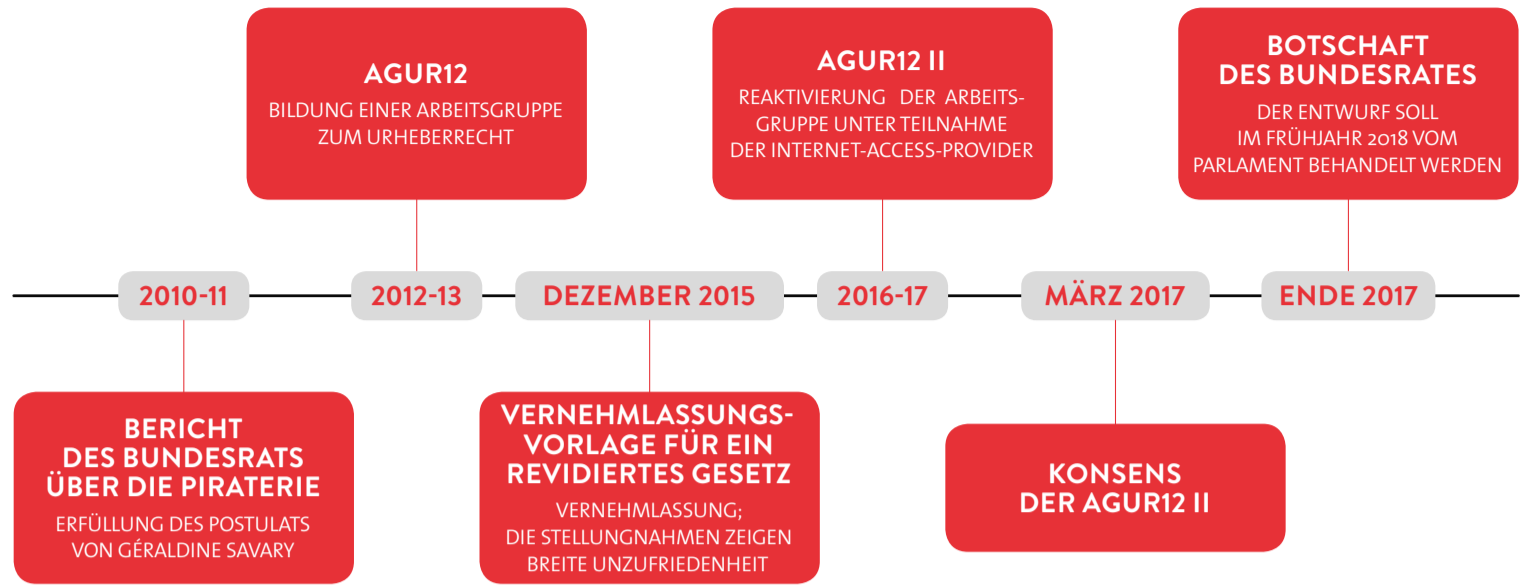 AGUR12
BILDUNG EINER ARBEITSGRUPPE
ZUM URHEBERRECHT
AGUR12 II
REAKTIVIERUNG DER ARBEITS-
GRUPPE UNTER TEILNAHME
DER INTERNET-ACCESS-PROVIDER
BOTSCHAFT
DES BUNDESRATES
DER ENTWURF SOLL
IM FRÜHJAHR 2018 VOM
PARLAMENT BEHANDELT WERDEN
2010-11
2012-13
DEZEMBER 2015
2016-17
MÄRZ 2017
ENDE 2017
BERICHT
DES BUNDESRATS
ÜBER DIE PIRATERIE
ERFÜLLUNG DES POSTULATS
VON GÉRALDINE SAVARY
VERNEHMLASSUNGS-
VORLAGE FÜR EIN
REVIDIERTES GESETZ
VERNEHMLASSUNG;
DIE STELLUNGNAHMEN ZEIGEN
BREITE UNZUFRIEDENHEIT
KONSENS
DER AGUR12 II